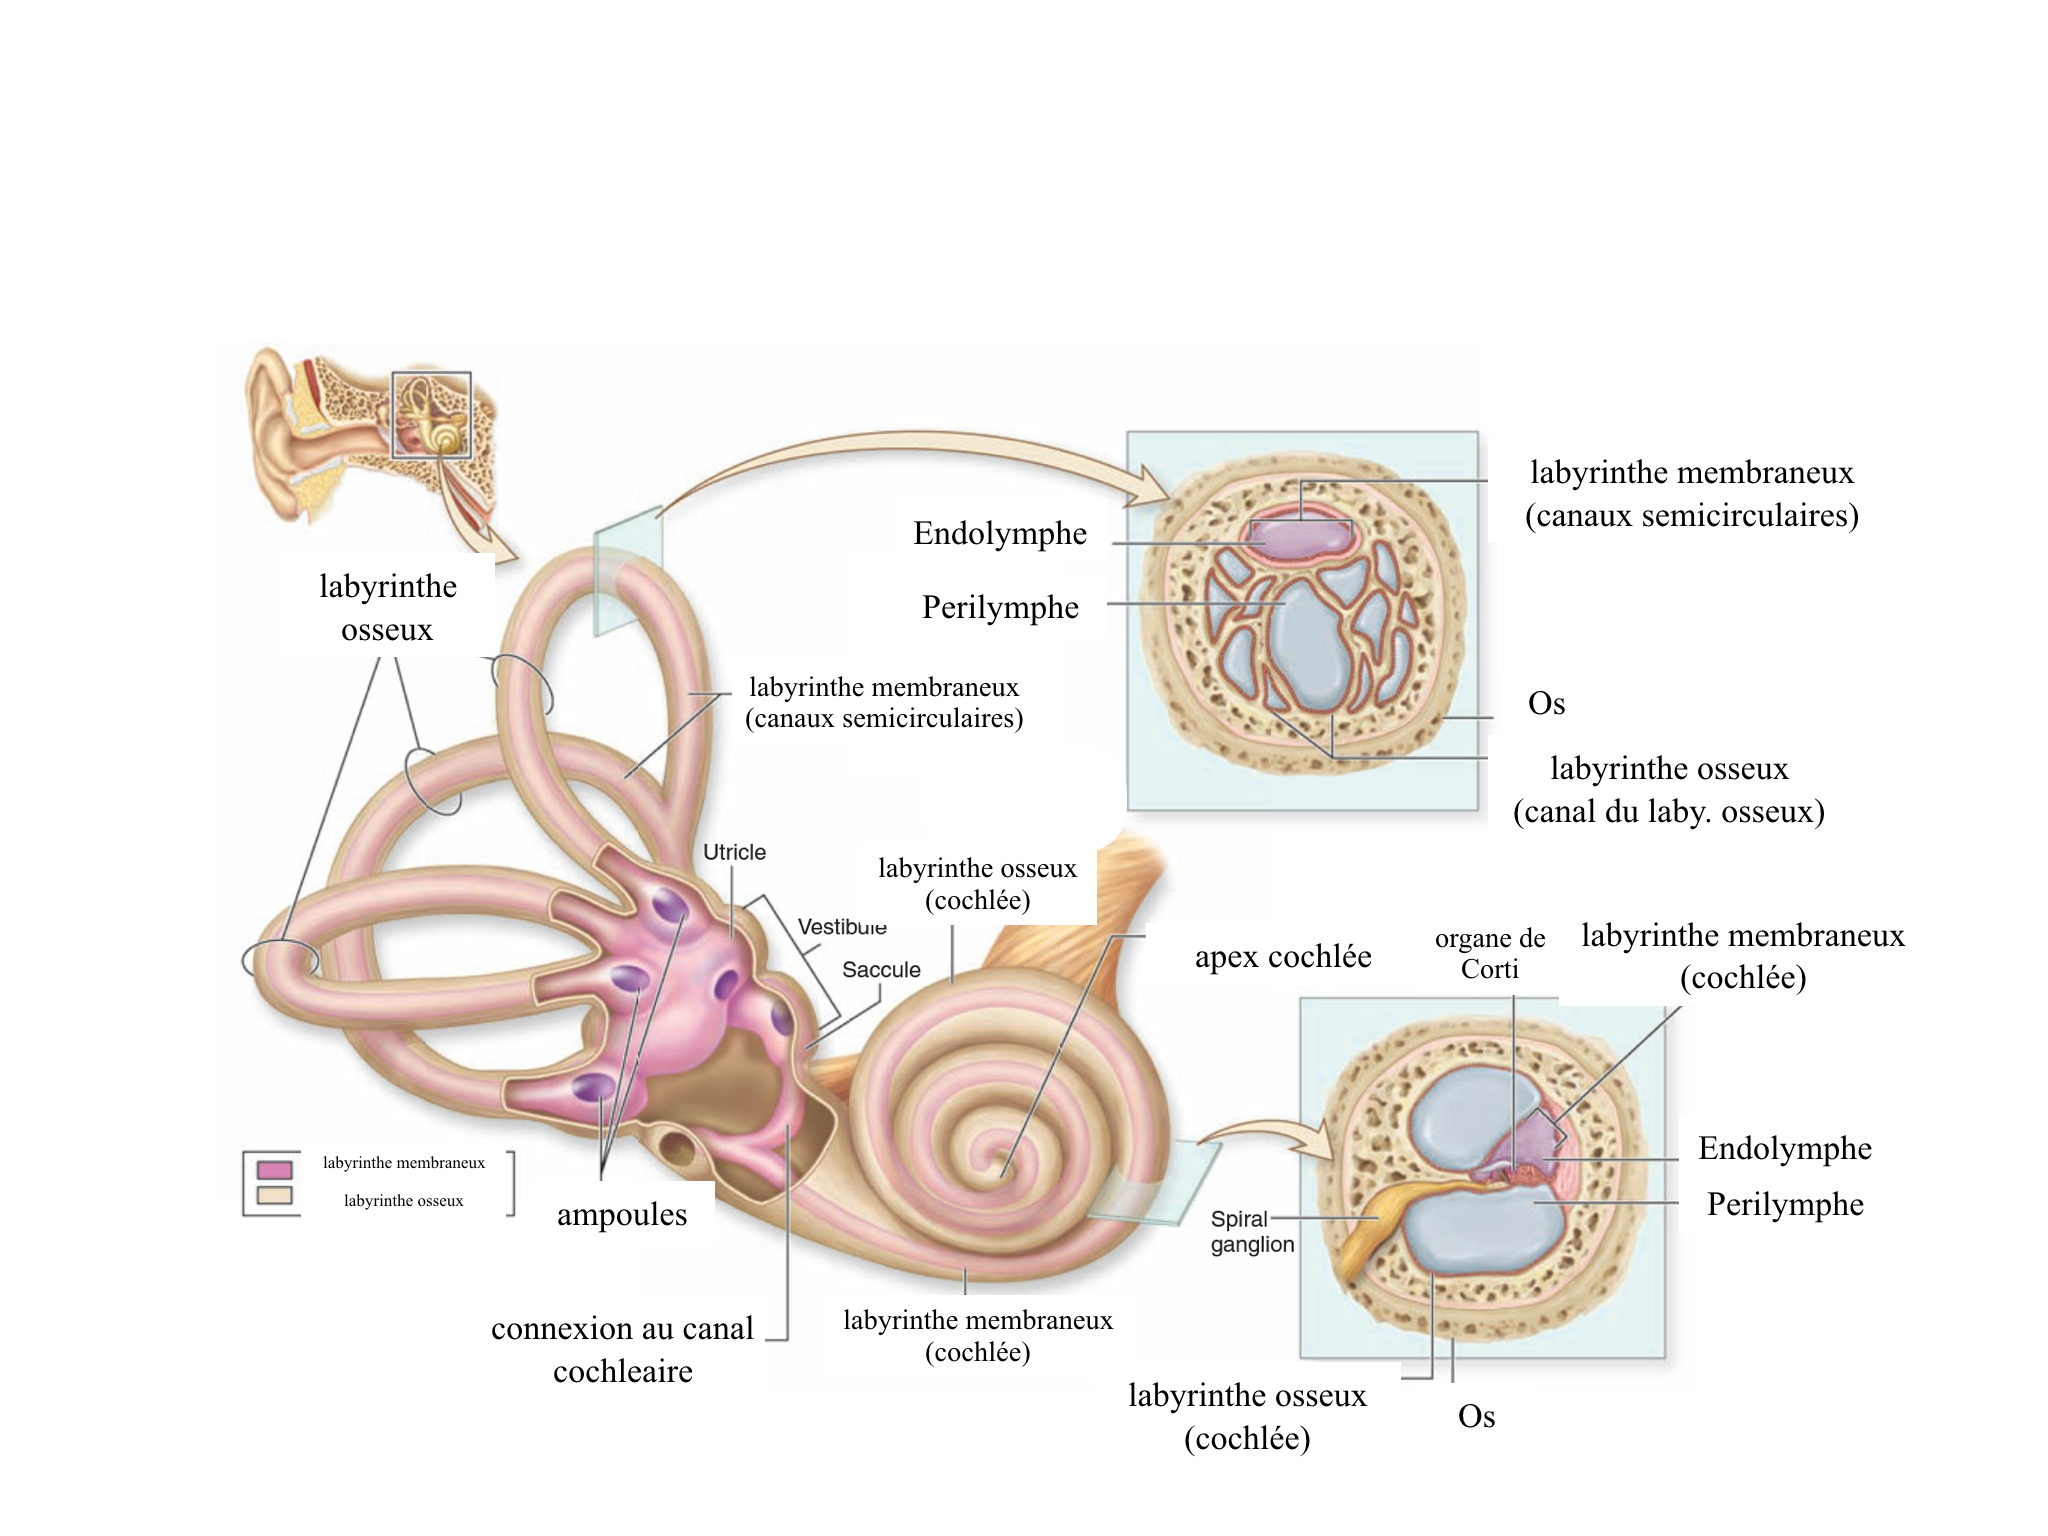 labyrinthe membraneux
(canaux semicirculaires)
Endolymphe
Perilymphe
labyrinthe
osseux
labyrinthe membraneux
(canaux semicirculaires)
Os
labyrinthe osseux
(canal du laby. osseux)
Utricle
labyrinthe osseux
(cochlée)
Vestibule
Saccule
apex cochlée
organe de
Corti
labyrinthe membraneux
(cochlée)
Endolymphe
Perilymphe
labyrinthe membraneux
labyrinthe osseux
ampoules
Spiral
ganglion
connexion au canal
cochleaire
labyrinthe membraneux
(cochlée)
labyrinthe osseux
(cochlée)
Os